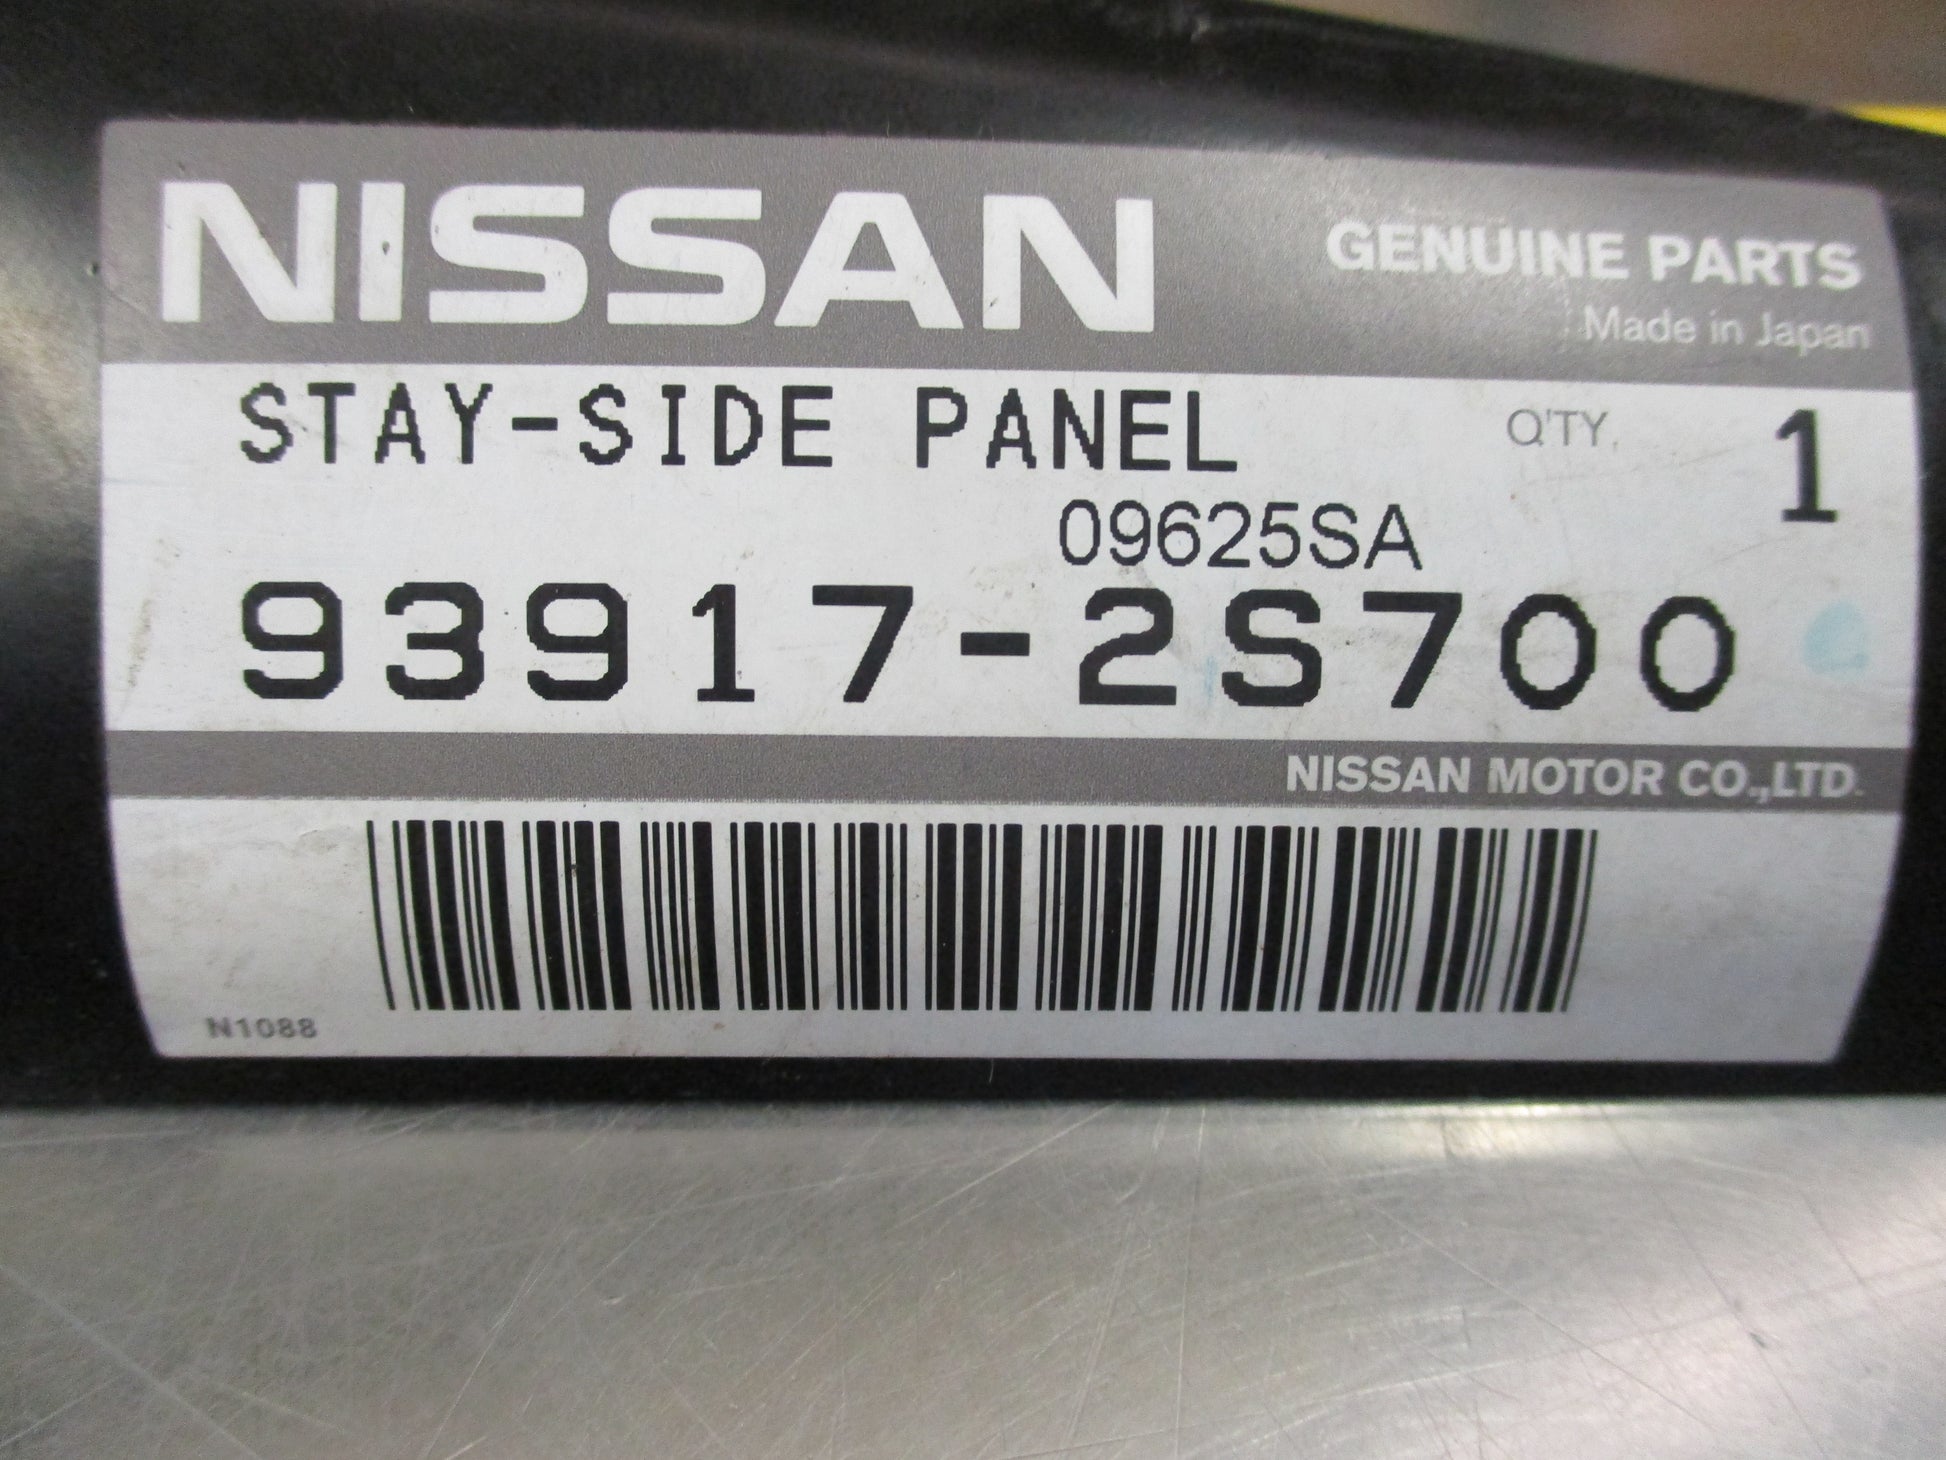 NISSAN
GENUINE PARTS
Made in Japan
STAY-SIDE PANEL
Q'TY.
1
09625SA
93917-2S700
NISSAN MOTOR CO.,LTD.
N1088